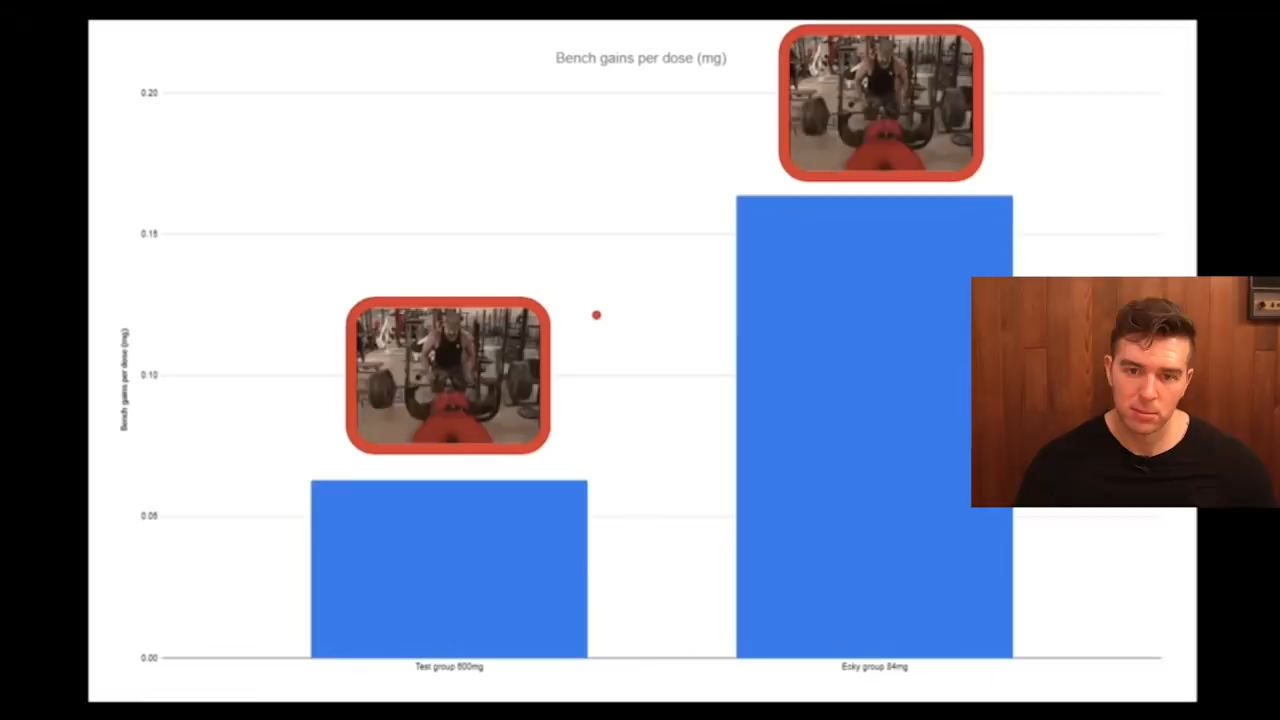 Bench gains per dose (mg)
0.20
0.15
0.10
0.05
0.00
Bench gains per dose (mg)
Test group 600mg
Ecky group 84mg